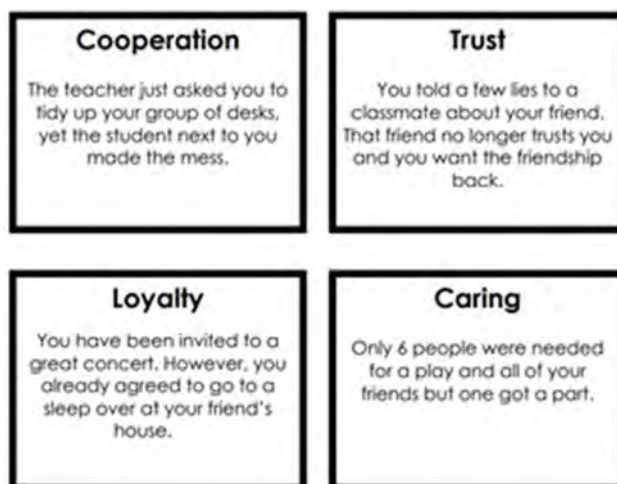 Cooperation
The teacher just asked you to
tidy up your group of desks,
yet the student next to you
made the mess.
Trust
You told a few lies to a
classmate about your friend.
That friend no longer trusts you
and you want the friendship
back.
Loyalty
You have been invited to a
great concert. However, you
already agreed to go to a
sleep over at your friend's
house.
Caring
Only 6 people were needed
for a play and all of your
friends but one got a part.